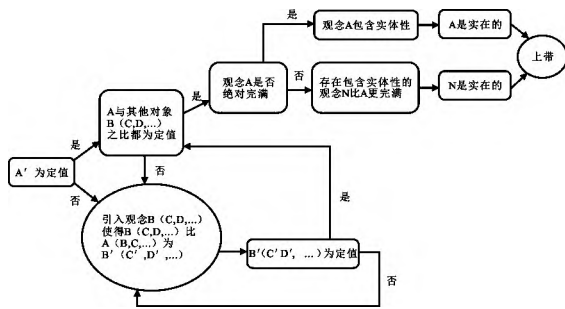 是
观念A包含实体性
A是实在的
上带
观念A是否
绝对完满
否
存在包含实体性的
观念N比A更完满
N是实在的
是
A与其他对象
B（C,D,...）
之比都为定值
是
A′为定值
否
否
引入观念B（C,D,...）
使得B（C,D,...）比
A（B,C,...）为
B′（C′,D′,...）
是
B′(C′D′, ...)为定值
否